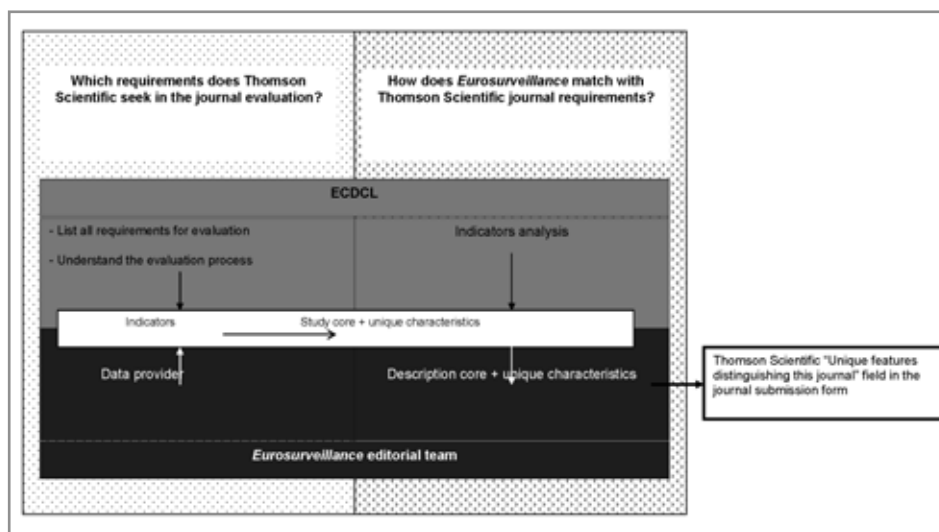 Which requirements does Thomson
Scientific seek in the journal evaluation?
How does Eurosurveillance match with
Thomson Scientific journal requirements?
ECDCL
- List all requirements for evaluation
- Understand the evaluation process
Indicators analysis
Indicators
Study core + unique characteristics
Data provider
Description core + unique characteristics
Thomson Scientific "Unique features
distinguishing this journal" field in the
journal submission form
Eurosurveillance editorial team